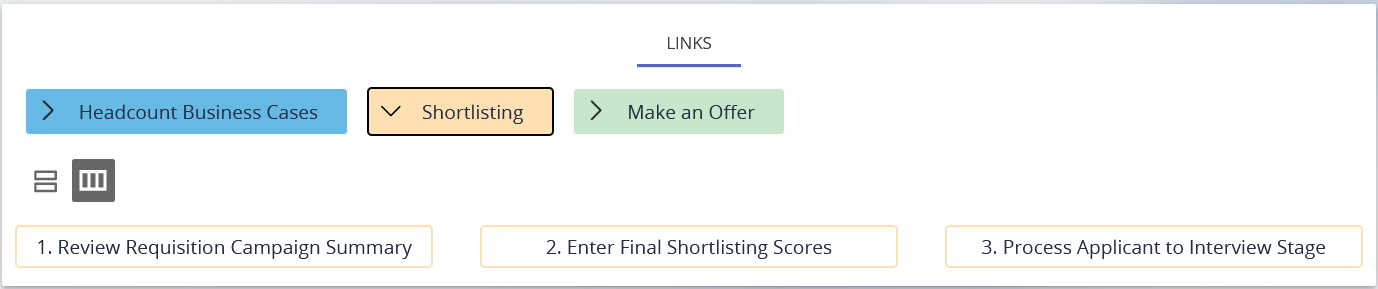 LINKS
Headcount Business Cases
Shortlisting
Make an Offer
1. Review Requisition Campaign Summary
2. Enter Final Shortlisting Scores
3. Process Applicant to Interview Stage